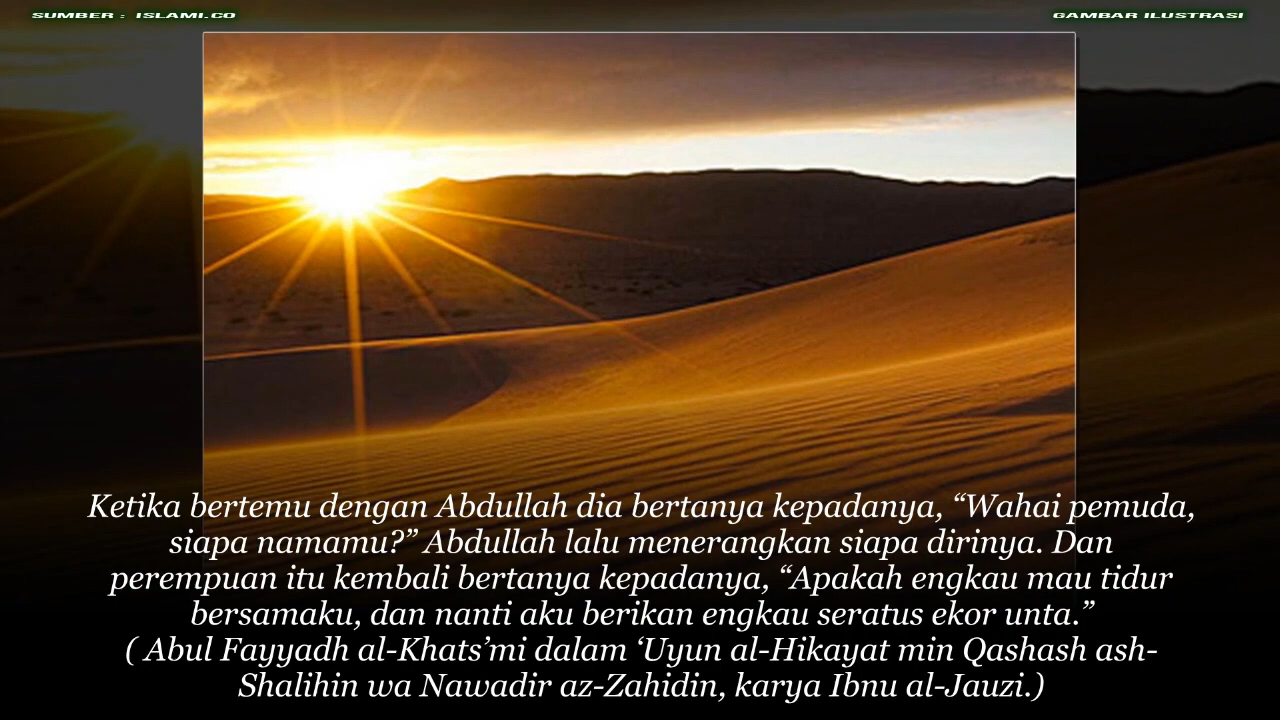 SUMBER : ISLAMI.CO
GAMBAR ILUSTRASI
Ketika bertemu dengan Abdullah dia bertanya kepadanya, “Wahai pemuda,
siapa namamu?” Abdullah lalu menerangkan siapa dirinya. Dan
perempuan itu kembali bertanya kepadanya, “Apakah engkau mau tidur
bersamaku, dan nanti aku berikan engkau seratus ekor unta.”
( Abul Fayyadh al-Khats’mi dalam ‘Uyun al-Hikayat min Qashash ash-
Shalihin wa Nawadir az-Zahidin, karya Ibnu al-Jauzi.)